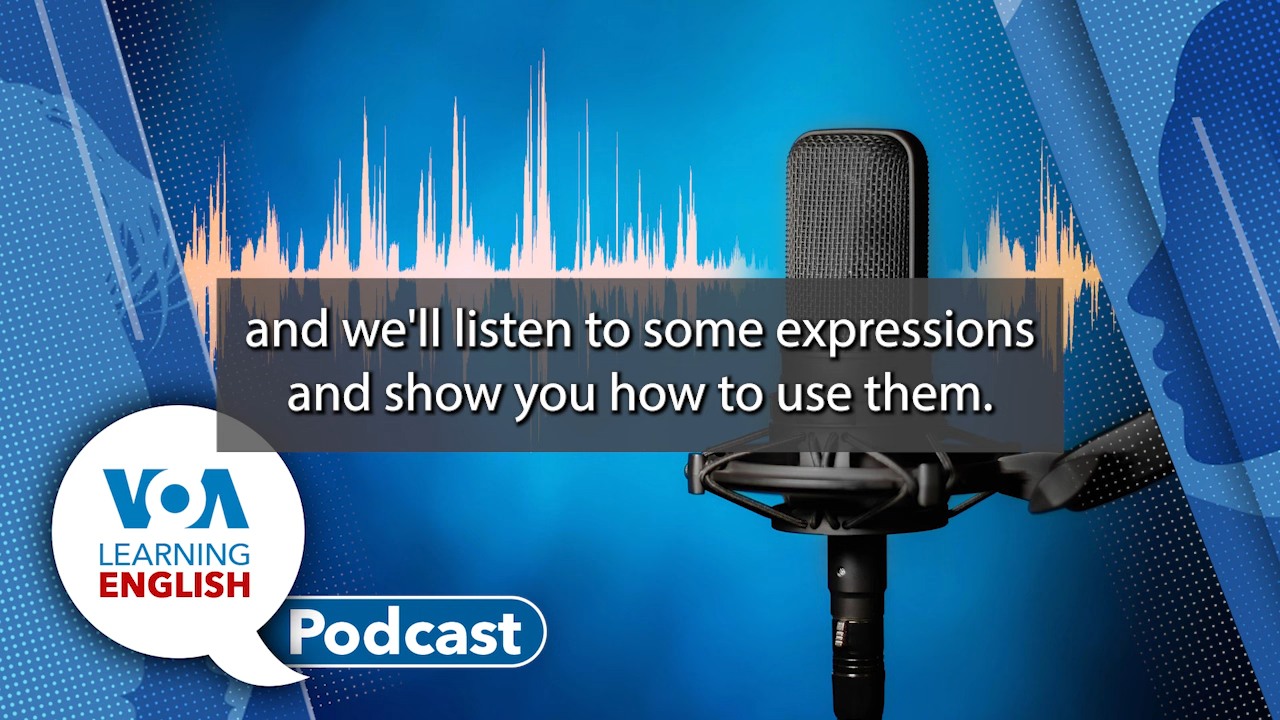 and we'll listen to some expressions
and show you how to use them.
VOA
LEARNING
ENGLISH
Podcast